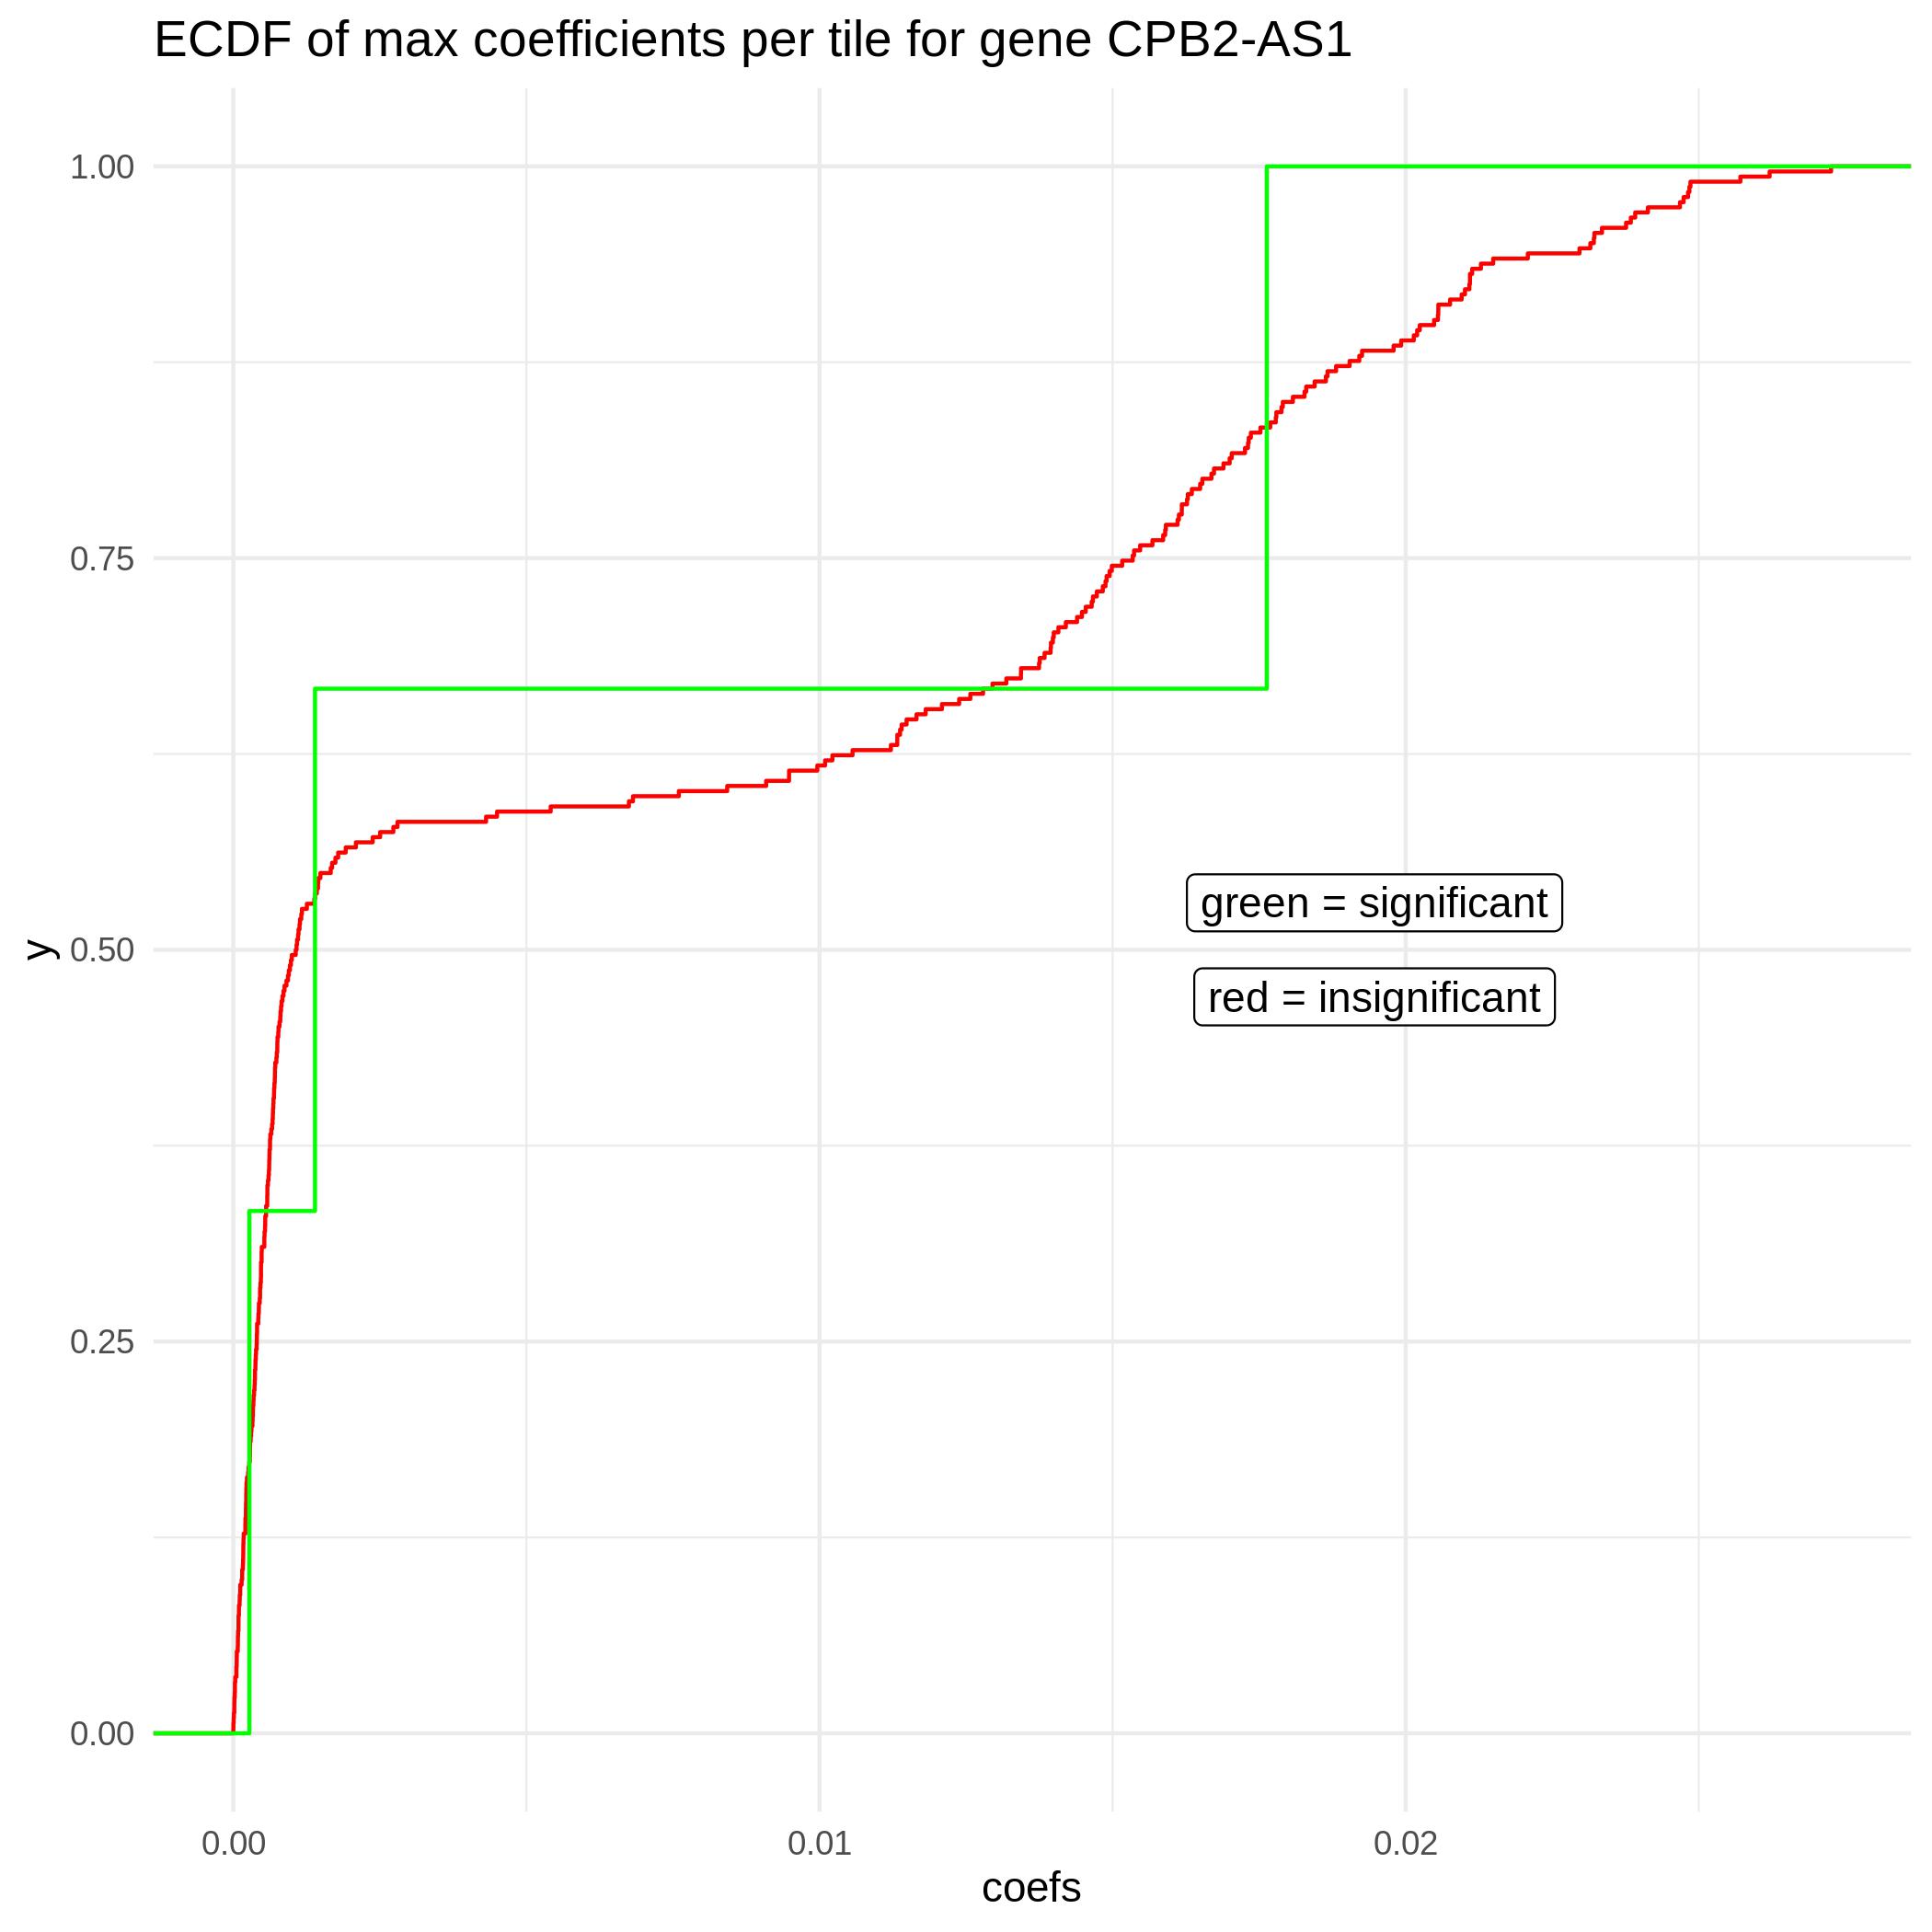 ECDF of max coefficients per tile for gene CPB2-AS1
1.00
0.75
0.50
0.25
0.00
y
green = significant
red = insignificant
0.00
0.01
0.02
coefs